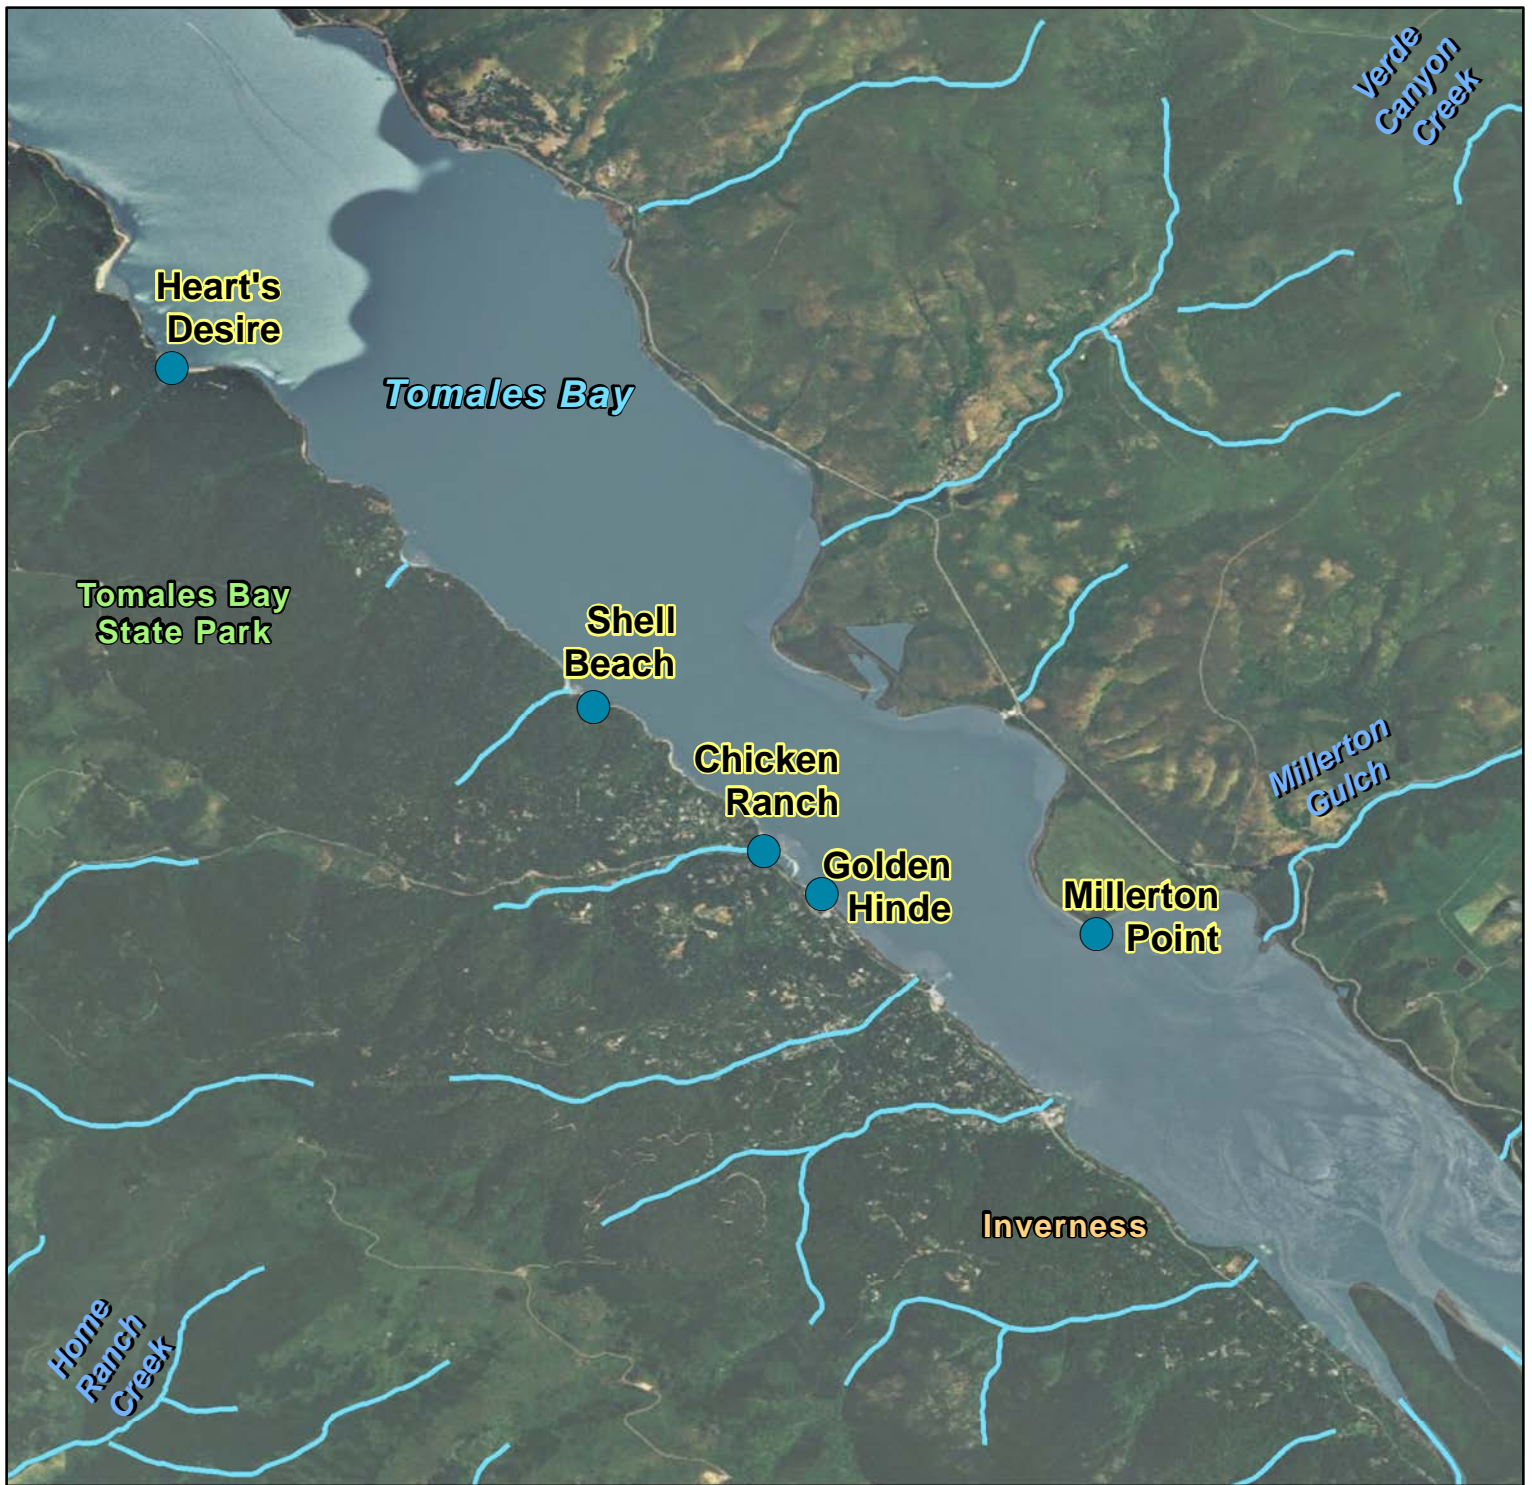 Verde
Canyon
Creek
Heart's
Desire
Tomales Bay
Tomales Bay
State Park
Shell
Beach
Chicken
Ranch
Millerton
Gulch
Golden
Hinde
Millerton
Point
Inverness
Home
Ranch
Creek